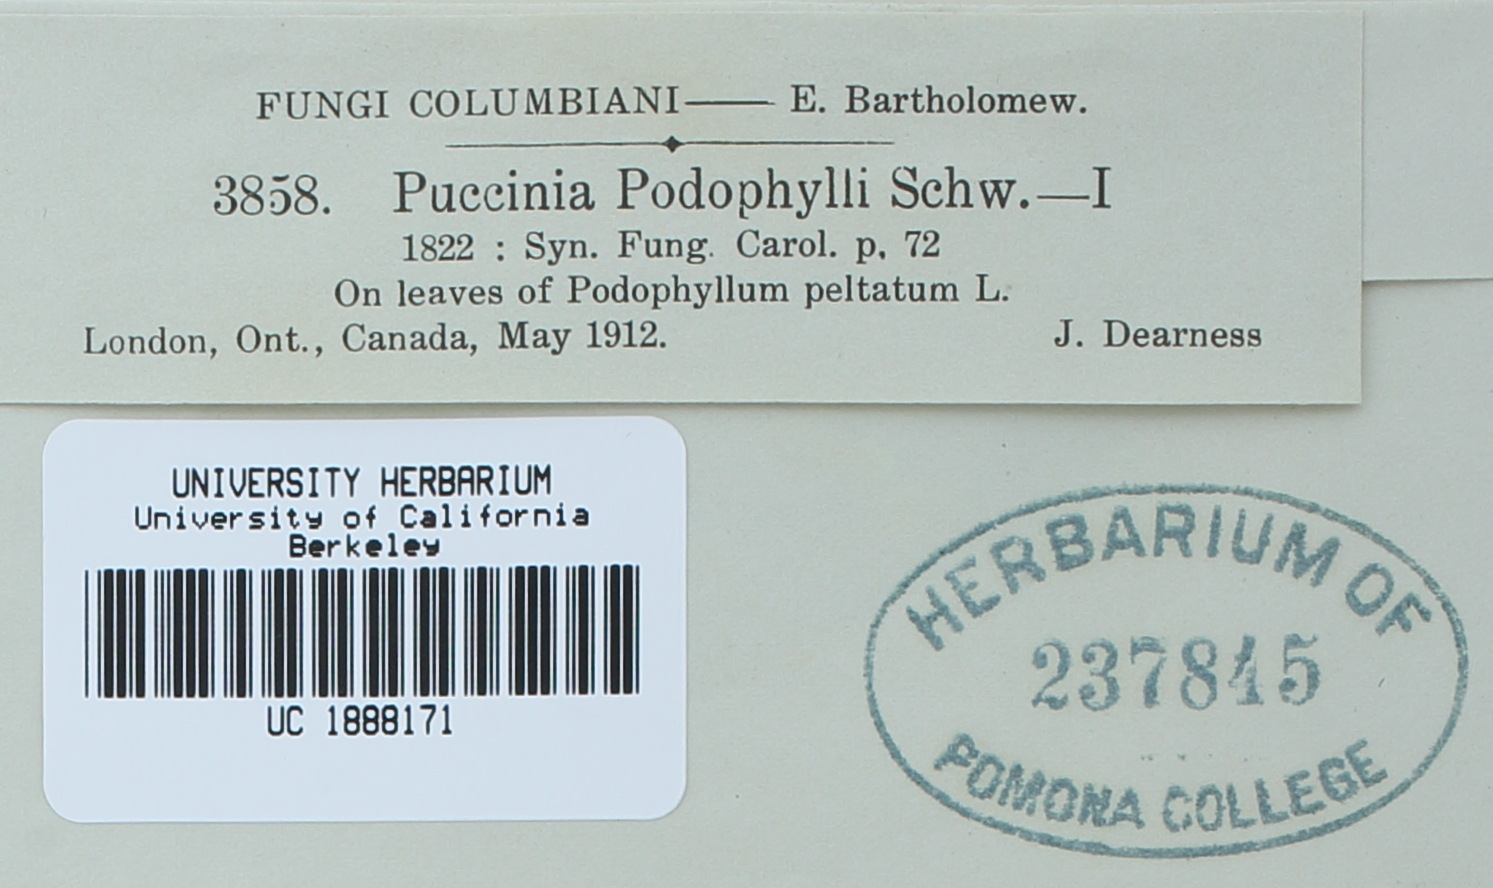 FUNGI COLUMBIANI—— E. Bartholomew.
3858. Puccinia Podophylli Schw.—I
1822 : Syn. Fung. Carol. p. 72
On leaves of Podophyllum peltatum L.
London, Ont., Canada, May 1912. J. Dearness
UNIVERSITY HERBARIUM
University of California
Berkeley
UC 1888171
HERBARIUM OF
237845
POMONA COLLEGE